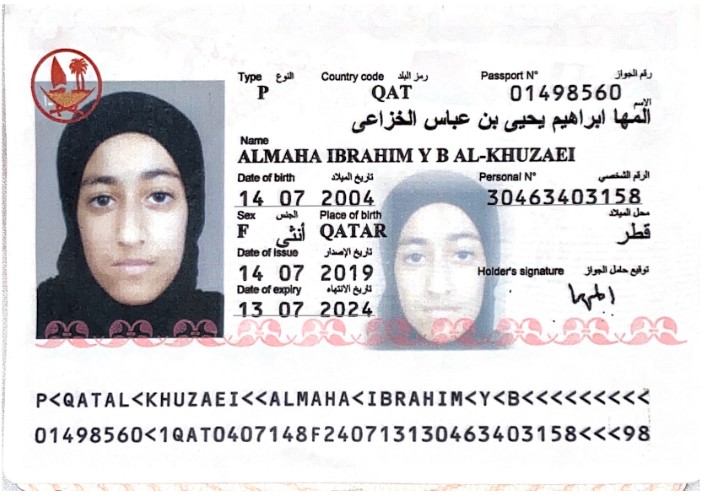 Type النوع Country code رمز البلد Passport N° رقم الجواز
P QAT 01498560
الإسم
المها ابراهيم يحيى بن عباس الخزاعى
Name
ALMAHA IBRAHIM Y B AL-KHUZAEI
Date of birth تاريخ الميلاد Personal N° الرقم الشخصي
14 07 2004 30463403158
Sex الجنس Place of birth محل الميلاد
F أنثى QATAR قطر
Date of issue تاريخ الإصدار
14 07 2019 Holder's signature توقيع حامل الجواز
Date of expiry تاريخ الانتهاء
13 07 2024 المها
P<QATAL<KHUZAEI<<ALMAHA<IBRAHIM<Y<B<<<<<<<<<
01498560<1QAT0407148F24071313046340315​8<<<98